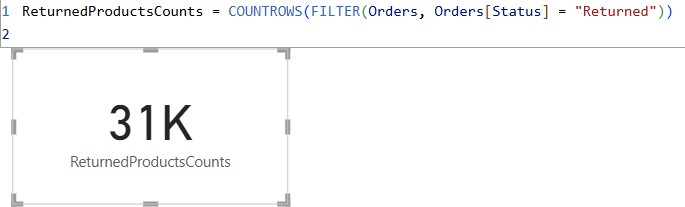 1 ReturnedProductsCounts = COUNTROWS(FILTER(Orders, Orders[Status] = "Returned"))
2
31K
ReturnedProductsCounts